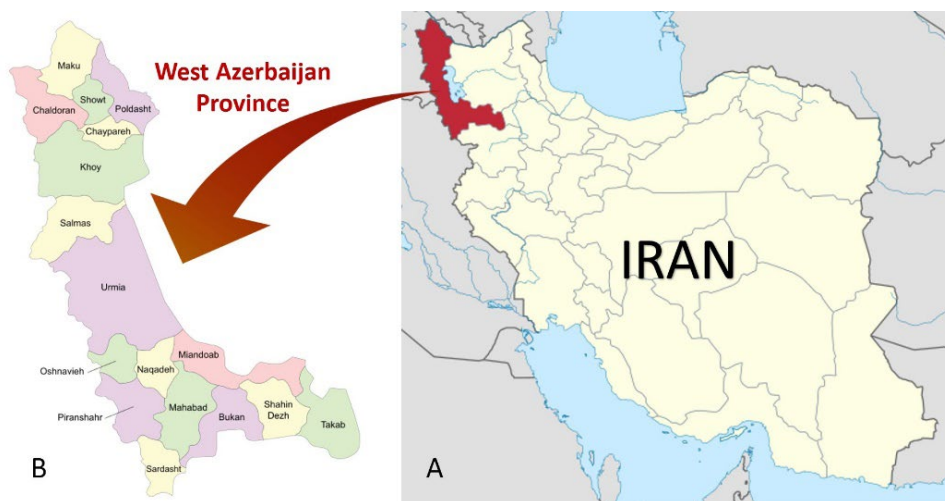 Maku
West Azerbaijan
Province
Showt
Poldasht
Chaldoran
Chaypareh
Khoy
Salmas
IRAN
Urmia
Miandoab
Oshnavieh
Naqadeh
Shahin
Dezh
Piranshahr
Mahabad
Bukan
Takab
Sardasht
B
A